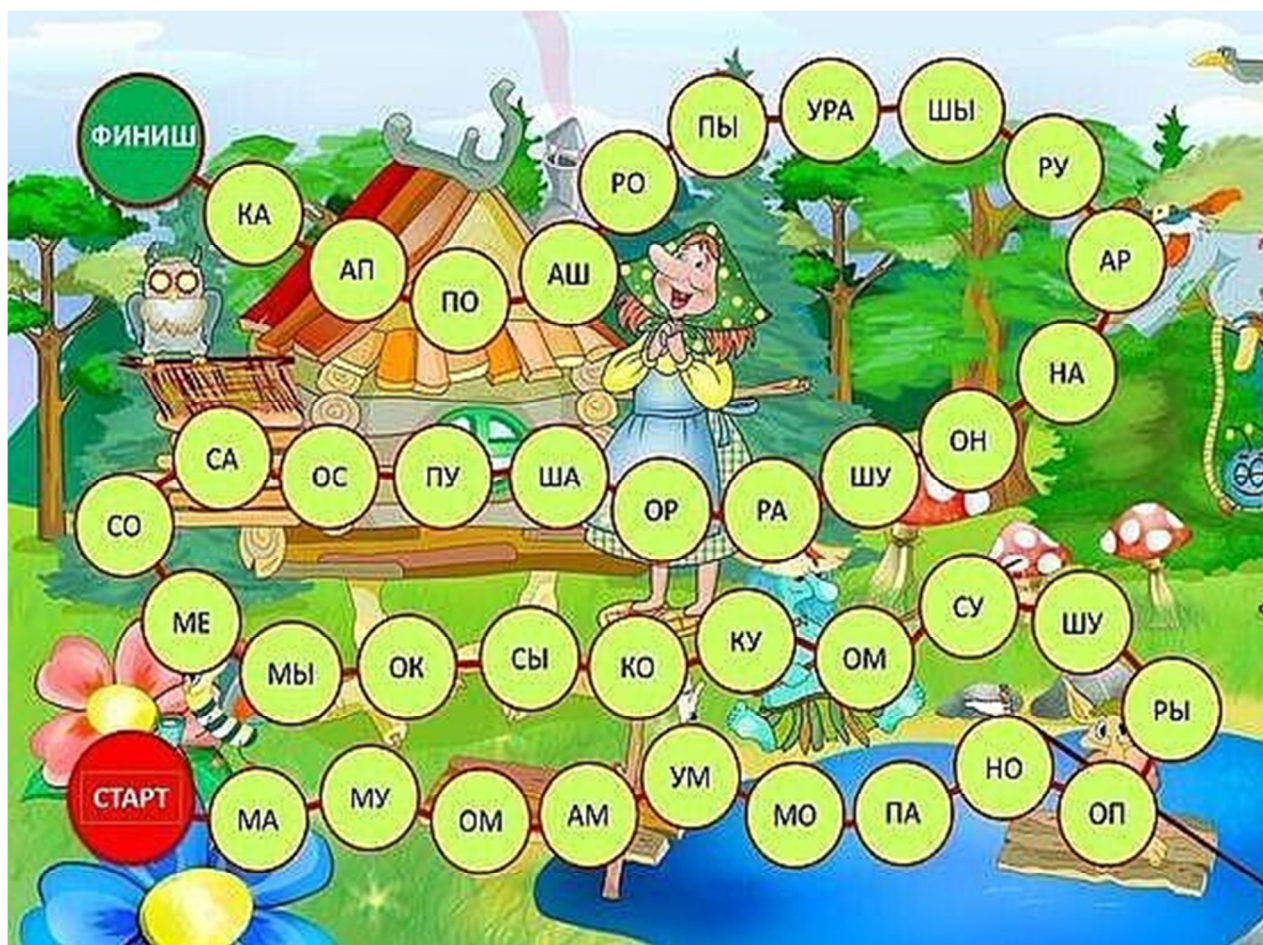 ФИНИШ
КА
АП
ПО
АШ
РО
ПЫ
УРА
ШЫ
РУ
АР
НА
ОН
ШУ
РА
ОР
ША
ПУ
ОС
СА
СО
МЕ
МЫ
ОК
СЫ
КО
КУ
ОМ
СУ
ШУ
РЫ
ОП
НО
ПА
МО
УМ
АМ
ОМ
МУ
МА
СТАРТ